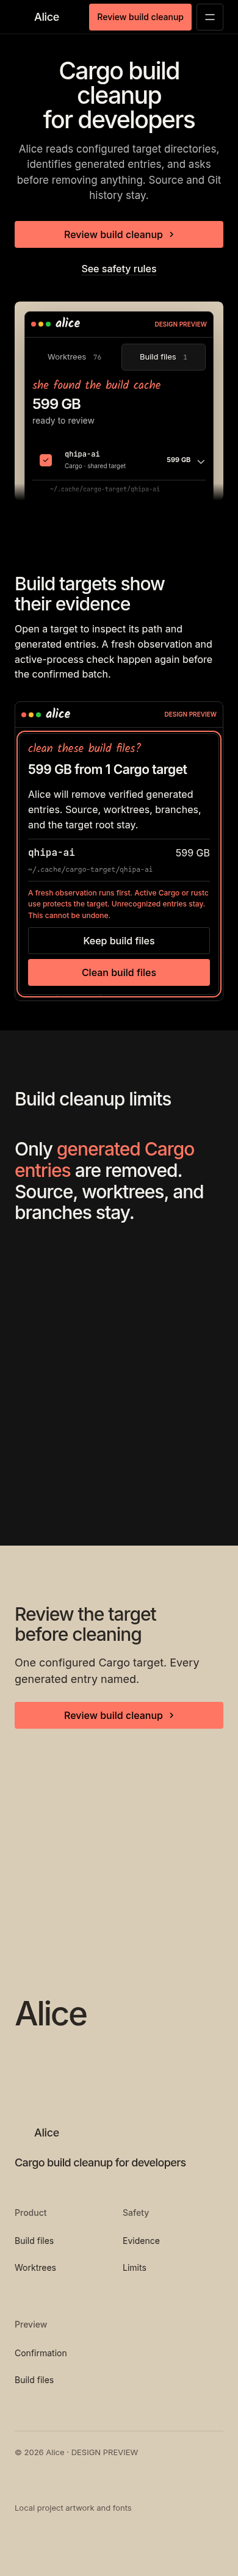 Alice
Review build cleanup
Cargo build
cleanup
for developers
Alice reads configured target directories,
identifies generated entries, and asks
before removing anything. Source and Git
history stay.
Review build cleanup
See safety rules
alice
DESIGN PREVIEW
Worktrees 76
Build files 1
she found the build cache
599 GB
ready to review
qhipa-ai
Cargo · shared target
599 GB
~/.cache/cargo-target/qhipa-ai
Build targets show
their evidence
Open a target to inspect its path and
generated entries. A fresh observation and
active-process check happen again before
the confirmed batch.
alice
DESIGN PREVIEW
clean these build files?
599 GB from 1 Cargo target
Alice will remove verified generated
entries. Source, worktrees, branches,
and the target root stay.
qhipa-ai
599 GB
~/.cache/cargo-target/qhipa-ai
A fresh observation runs first. Active Cargo or rustc
use protects the target. Unrecognized entries stay.
This cannot be undone.
Keep build files
Clean build files
Build cleanup limits
Only generated Cargo
entries are removed.
Source, worktrees, and
branches stay.
Review the target
before cleaning
One configured Cargo target. Every
generated entry named.
Review build cleanup
Alice
Alice
Cargo build cleanup for developers
Product
Safety
Build files
Evidence
Worktrees
Limits
Preview
Confirmation
Build files
© 2026 Alice · DESIGN PREVIEW
Local project artwork and fonts